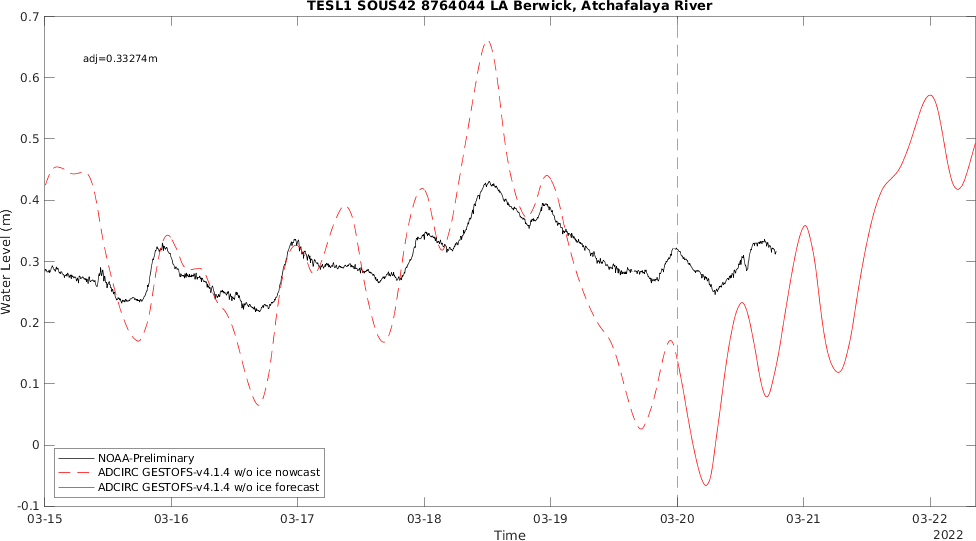 TESL1 SOUS42 8764044 LA Berwick, Atchafalaya River
0.7
adj=0.33274m
0.6
0.5
0.4
0.3
0.2
0.1
0
-0.1
Water Level (m)
NOAA-Preliminary
ADCIRC GESTOFS-v4.1.4 w/o ice nowcast
ADCIRC GESTOFS-v4.1.4 w/o ice forecast
03-15 03-16 03-17 03-18 03-19 03-20 03-21 03-22
Time
2022